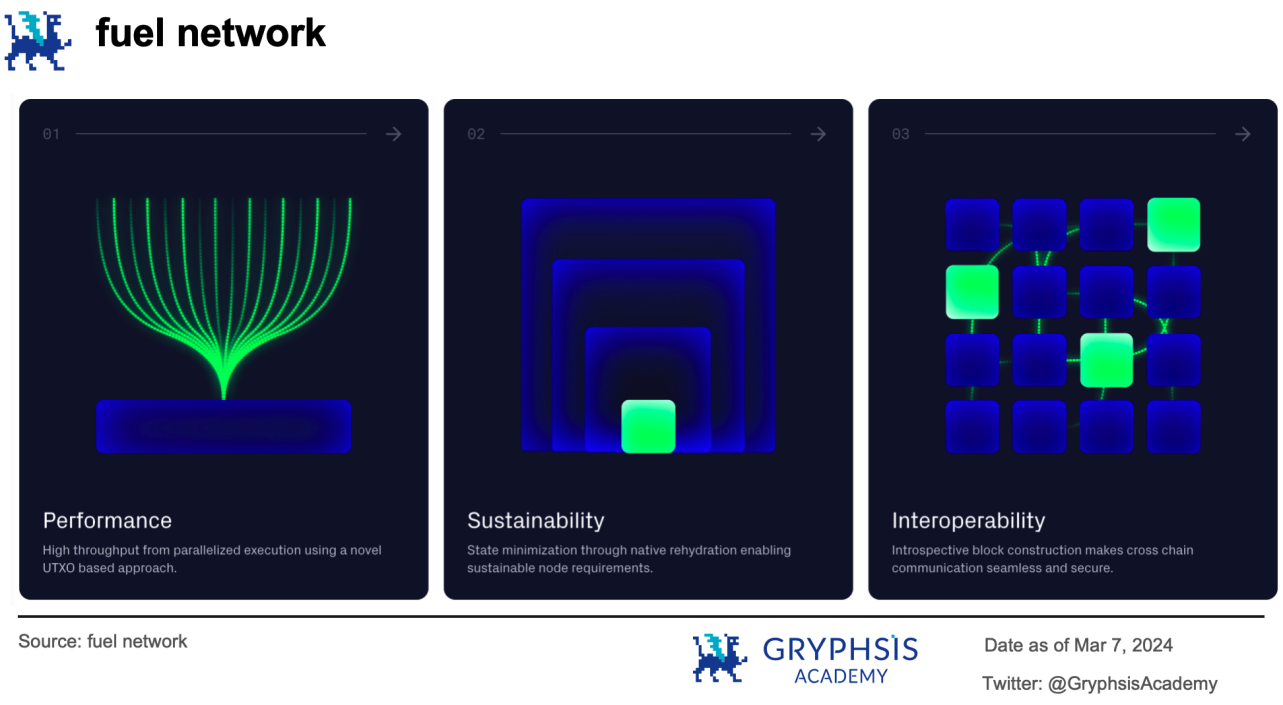 fuel network
01
02
03
Performance
High throughput from parallelized execution using a novel
UTXO based approach.
Sustainability
State minimization through native rehydration enabling
sustainable node requirements.
Interoperability
Introspective block construction makes cross chain
communication seamless and secure.
Source: fuel network
GRYPHSIS
ACADEMY
Date as of Mar 7, 2024
Twitter: @GryphsisAcademy